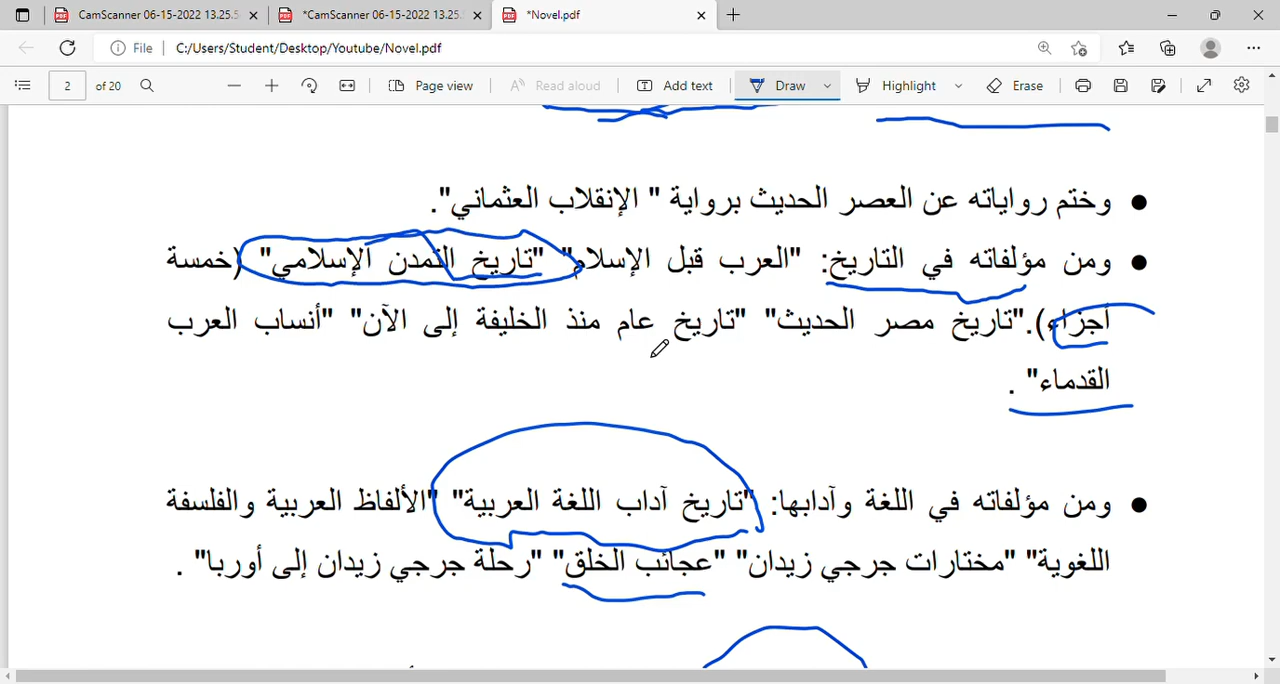 CamScanner 06-15-2022 13.25.5
*CamScanner 06-15-2022 13.25.
*Novel.pdf
File
C:/Users/Student/Desktop/Youtube/Novel.pdf
2 of 20
Page view
Read aloud
Add text
Draw
Highlight
Erase
● وختم رواياته عن العصر الحديث برواية " الإنقلاب العثماني".
● ومن مؤلفاته في التاريخ: "العرب قبل الإسلام" "تاريخ التمدن الإسلامي" (خمسة
أجزاء)."تاريخ مصر الحديث" "تاريخ عام منذ الخليفة إلى الآن" "أنساب العرب
القدماء" .
● ومن مؤلفاته في اللغة وآدابها: "تاريخ آداب اللغة العربية" "الألفاظ العربية والفلسفة
اللغوية" "مختارات جرجي زيدان" "عجائب الخلق" "رحلة جرجي زيدان إلى أوربا" .